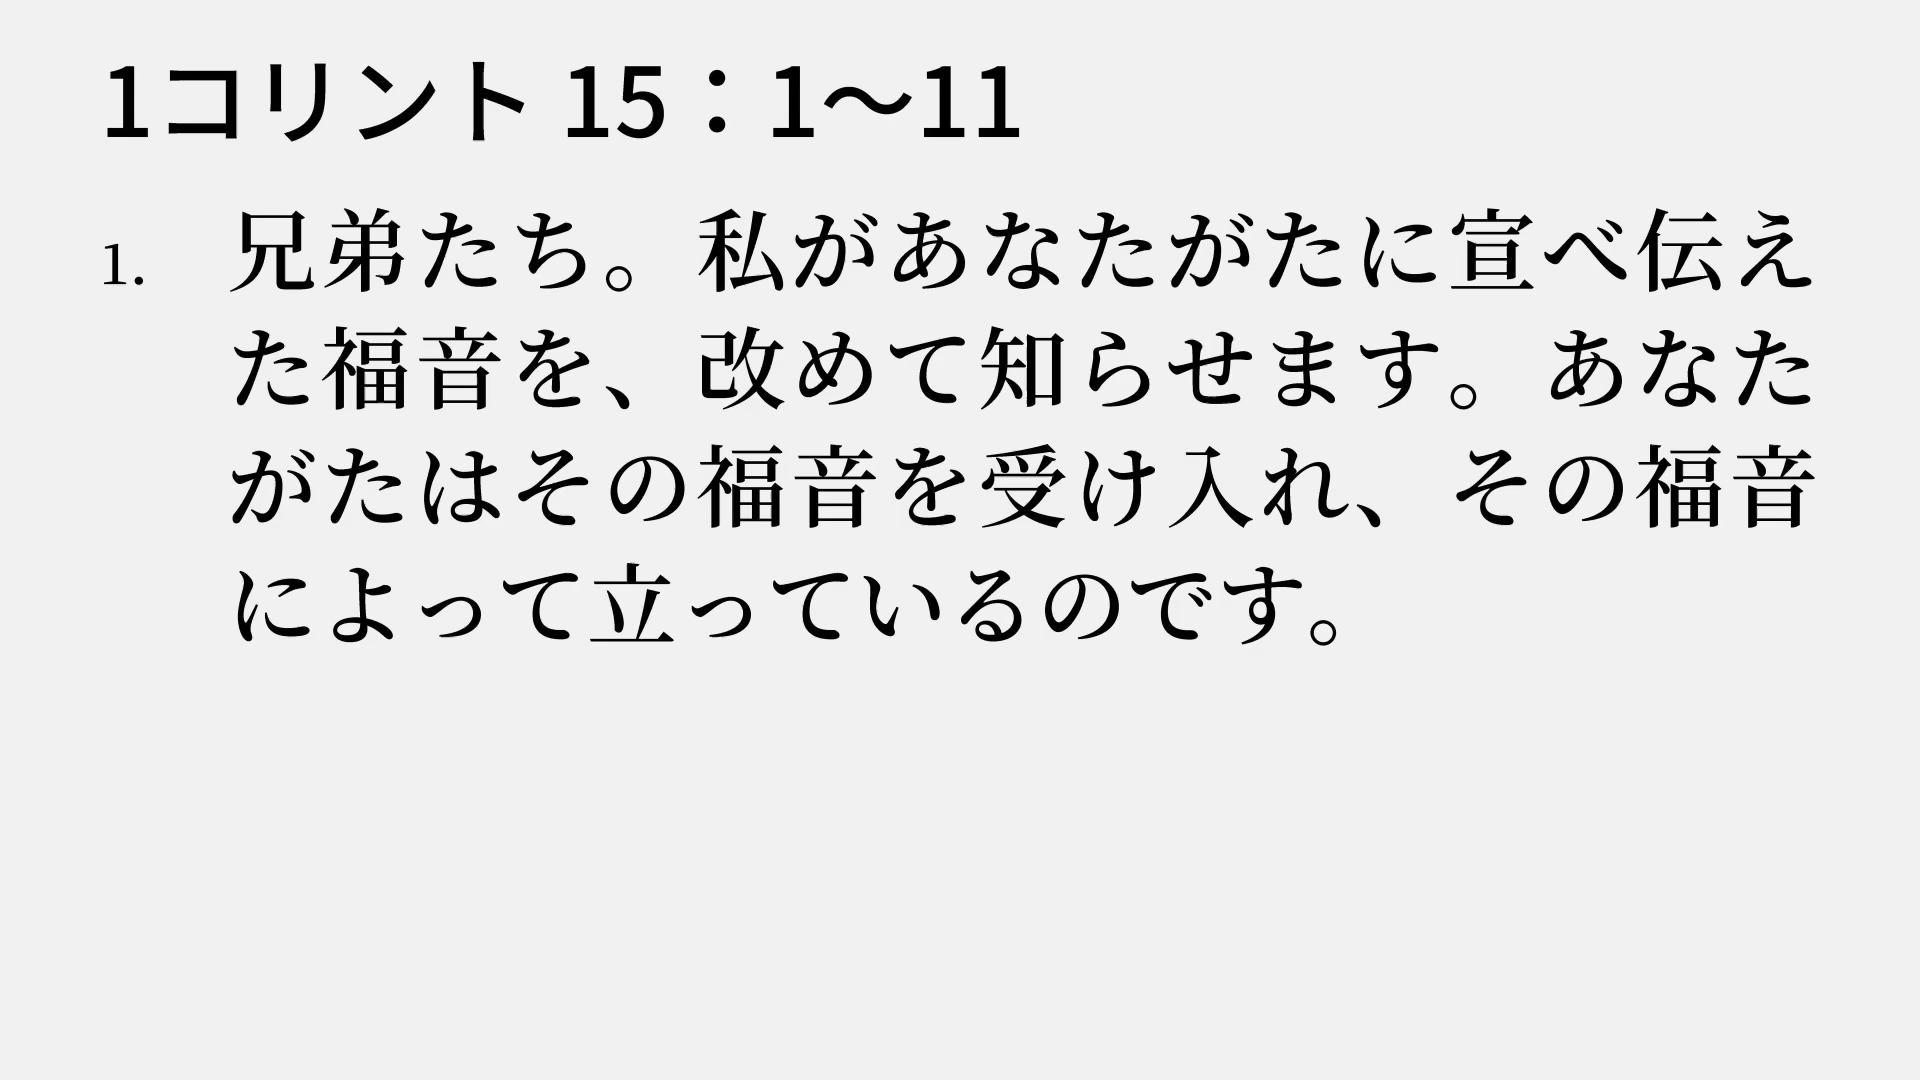 1コリント 15：1〜11
1. 兄弟たち。私があなたがたに宣べ伝え
た福音を、改めて知らせます。あなた
がたはその福音を受け入れ、その福音
によって立っているのです。